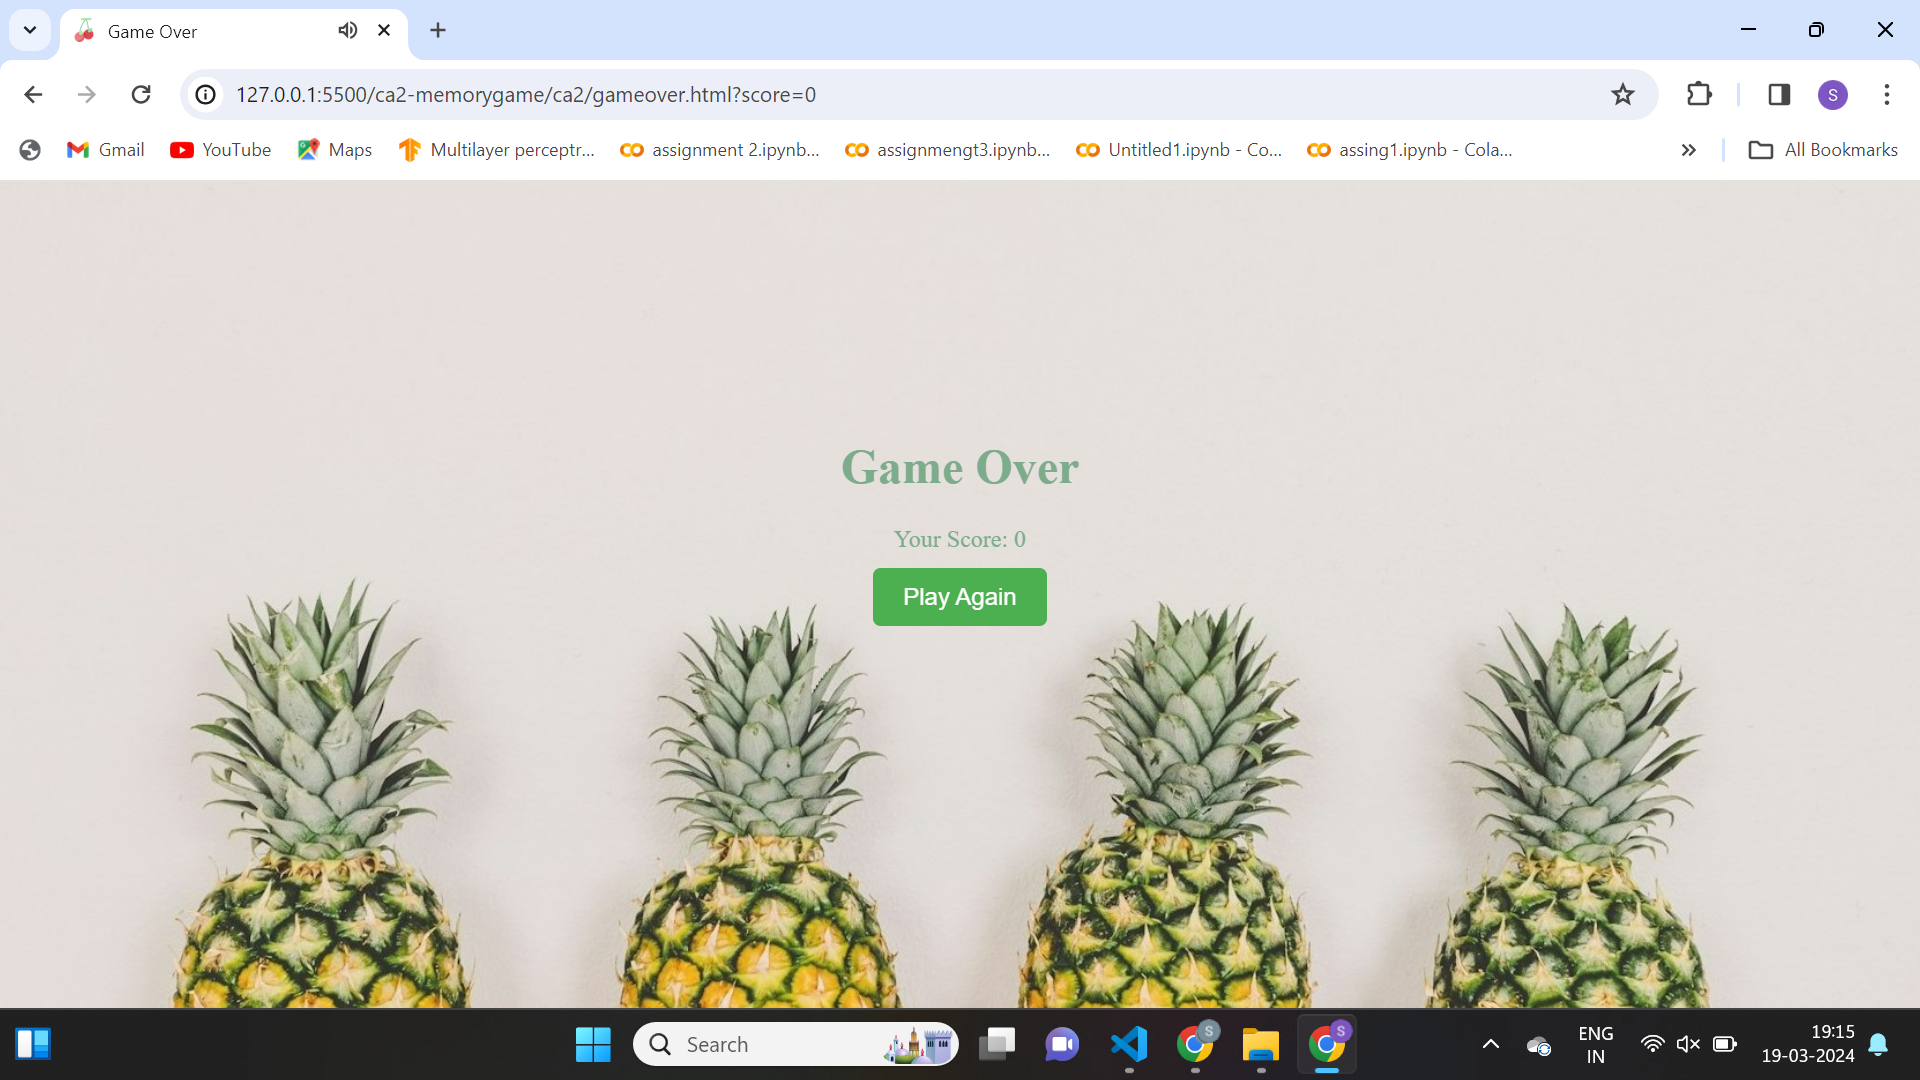 Game Over
127.0.0.1:5500/ca2-memorygame/ca2/gameover.html?score=0
S
Gmail
YouTube
Maps
Multilayer perceptr...
assignment 2.ipynb...
assignmengt3.ipynb...
Untitled1.ipynb - Co...
assing1.ipynb - Cola...
All Bookmarks
Game Over
Your Score: 0
Play Again
Search
S
S
ENG
IN
19:15
19-03-2024